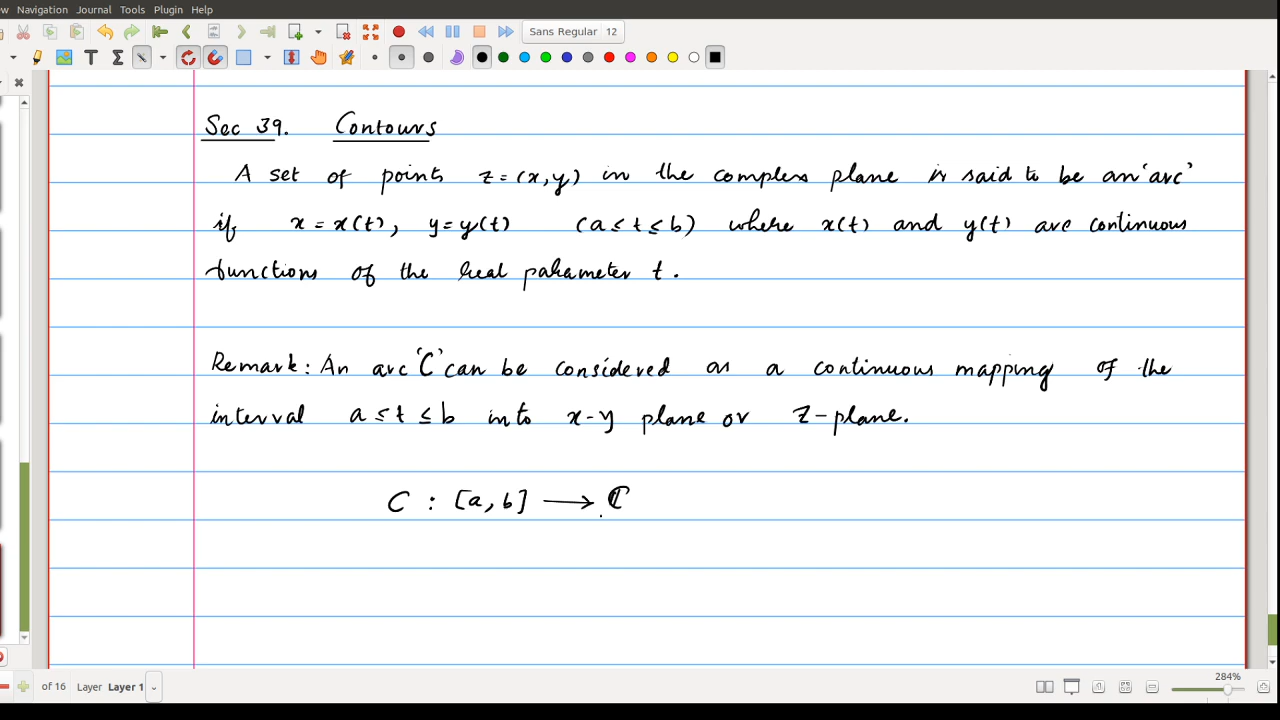 w Navigation Journal Tools Plugin Help
Sans Regular 12
Sec 39. Contours
A set of points z = (x,y) in the complex plane is said to be an 'arc'
if x = x(t), y = y(t) (a ≤ t ≤ b) where x(t) and y(t) are continuous
functions of the real parameter t.
Remark: An arc 'C' can be considered as a continuous mapping of the
interval a ≤ t ≤ b into x-y plane or Z-plane.
C : [a, b] ⟶ ℂ
of 16 Layer Layer 1
284%